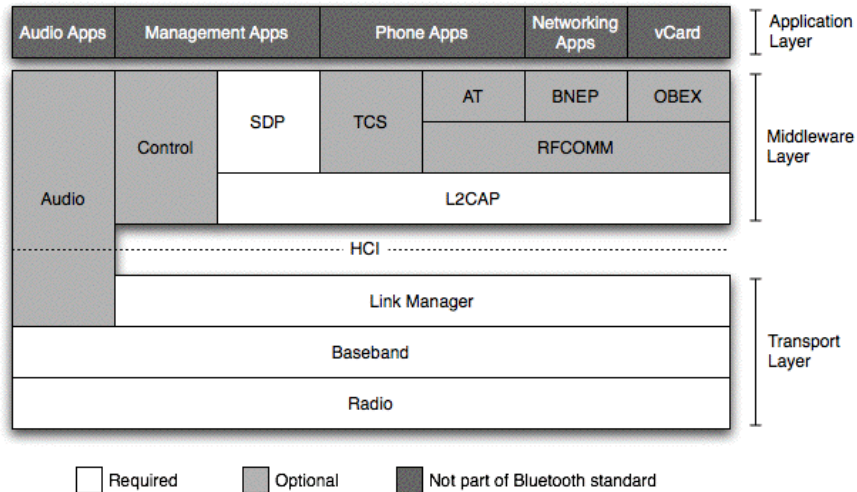 Audio Apps
Management Apps
Phone Apps
Networking
Apps
vCard
Application
Layer
Audio
Control
SDP
TCS
AT
BNEP
OBEX
RFCOMM
L2CAP
Middleware
Layer
HCI
Link Manager
Baseband
Radio
Transport
Layer
Required
Optional
Not part of Bluetooth standard